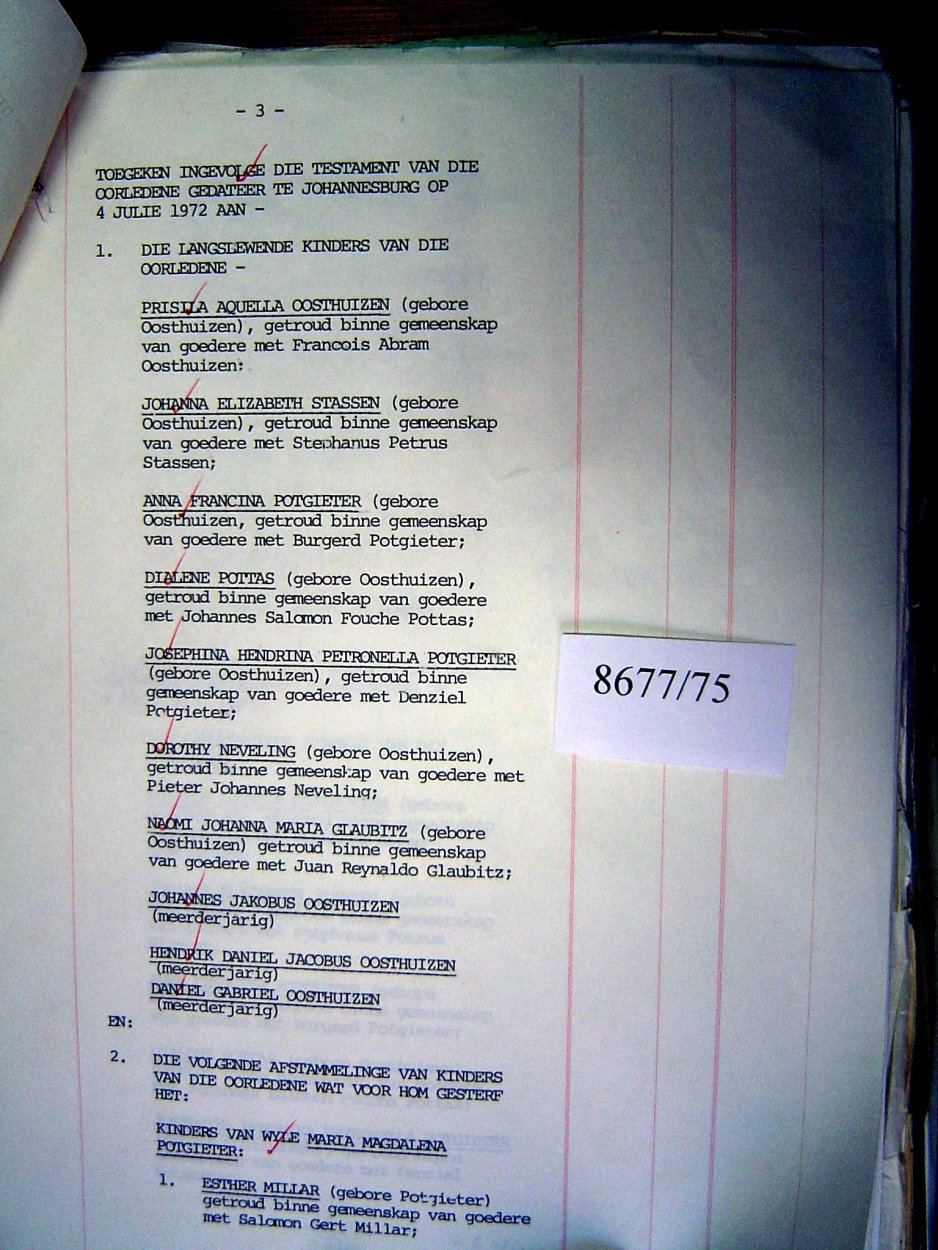 - 3 -
TOEGEKEN INGEVOLGE DIE TESTAMENT VAN DIE
OORLEDENE GEDATEER TE JOHANNESBURG OP
4 JULIE 1972 AAN -
1. DIE LANGSLEWENDE KINDERS VAN DIE
OORLEDENE -
PRISILA AQUELLA OOSTHUIZEN (gebore
Oosthuizen), getroud binne gemeenskap
van goedere met Francois Abram
Oosthuizen;
JOHANNA ELIZABETH STASSEN (gebore
Oosthuizen), getroud binne gemeenskap
van goedere met Stephanus Petrus
Stassen;
ANNA FRANCINA POTGIETER (gebore
Oosthuizen, getroud binne gemeenskap
van goedere met Burgerd Potgieter;
DIALENE POTTAS (gebore Oosthuizen),
getroud binne gemeenskap van goedere
met Johannes Salomon Fouche Pottas;
JOSEPHINA HENDRINA PETRONELLA POTGIETER
(gebore Oosthuizen), getroud binne
gemeenskap van goedere met Denziel
Potgieter;
8677/75
DOROTHY NEVELING (gebore Oosthuizen),
getroud binne gemeenskap van goedere met
Pieter Johannes Neveling;
NAOMI JOHANNA MARIA GLAUBITZ (gebore
Oosthuizen) getroud binne gemeenskap
van goedere met Juan Reynaldo Glaubitz;
JOHANNES JAKOBUS OOSTHUIZEN
(meerderjarig)
HENDRIK DANIEL JACOBUS OOSTHUIZEN
(meerderjarig)
DANIEL GABRIEL OOSTHUIZEN
(meerderjarig)
EN:
2. DIE VOLGENDE AFSTAMMELINGE VAN KINDERS
VAN DIE OORLEDENE WAT VOOR HOM GESTERF
HET:
KINDERS VAN WYLE MARIA MAGDALENA
POTGIETER:
1. ESTHER MILLAR (gebore Potgieter)
getroud binne gemeenskap van goedere
met Salomon Gert Millar;